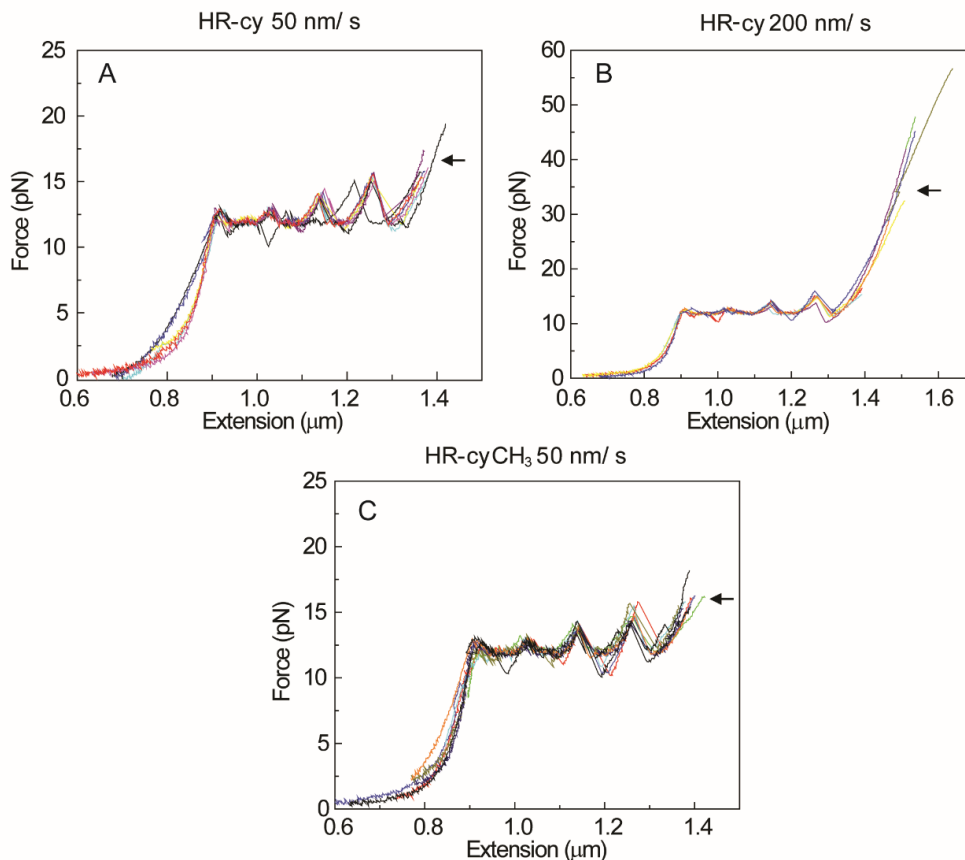 HR-cy 50 nm/ s
A
Force (pN)
25
20
15
10
5
0
0.6 0.8 1.0 1.2 1.4
Extension (μm)
HR-cy 200 nm/ s
B
Force (pN)
60
50
40
30
20
10
0
0.6 0.8 1.0 1.2 1.4 1.6
Extension (μm)
HR-cyCH₃ 50 nm/ s
C
Force (pN)
25
20
15
10
5
0
0.6 0.8 1.0 1.2 1.4
Extension (μm)